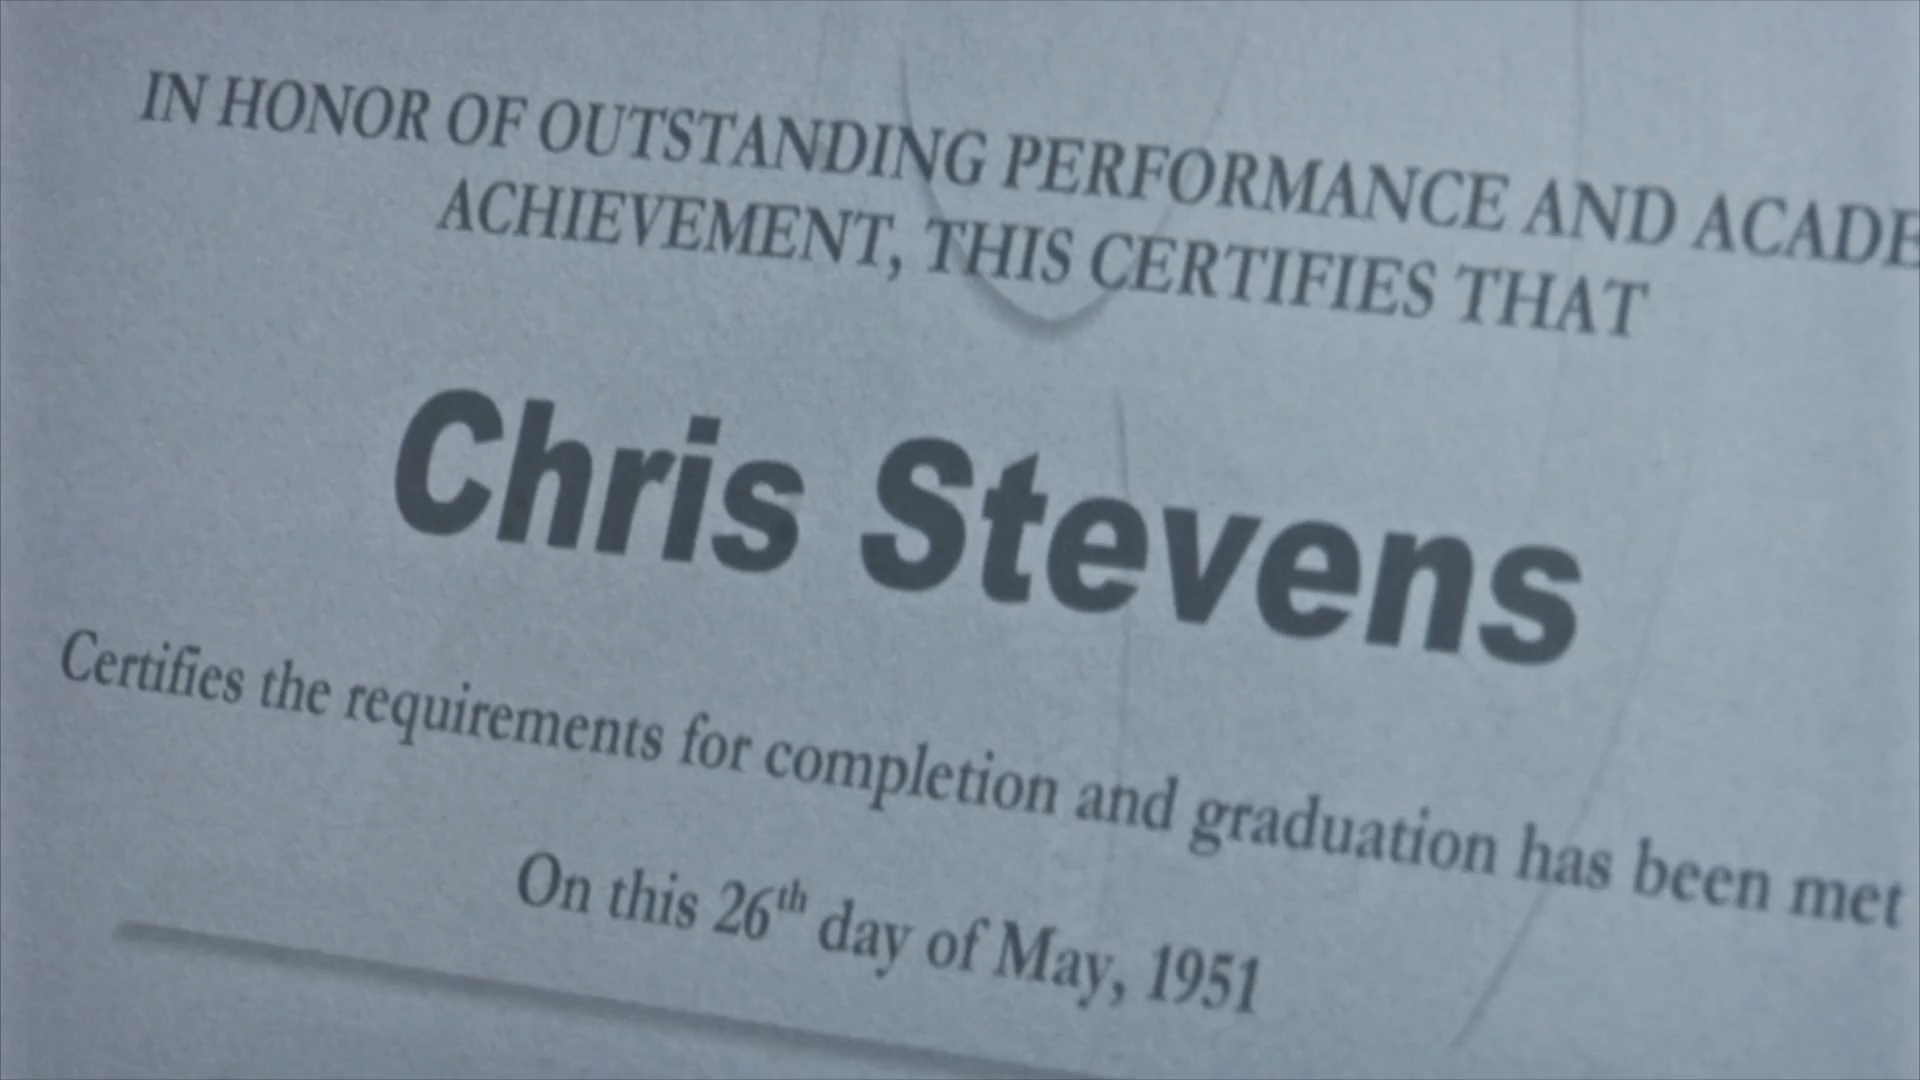 IN HONOR OF OUTSTANDING PERFORMANCE AND ACADE
ACHIEVEMENT, THIS CERTIFIES THAT
Chris Stevens
Certifies the requirements for completion and graduation has been met
On this 26th day of May, 1951